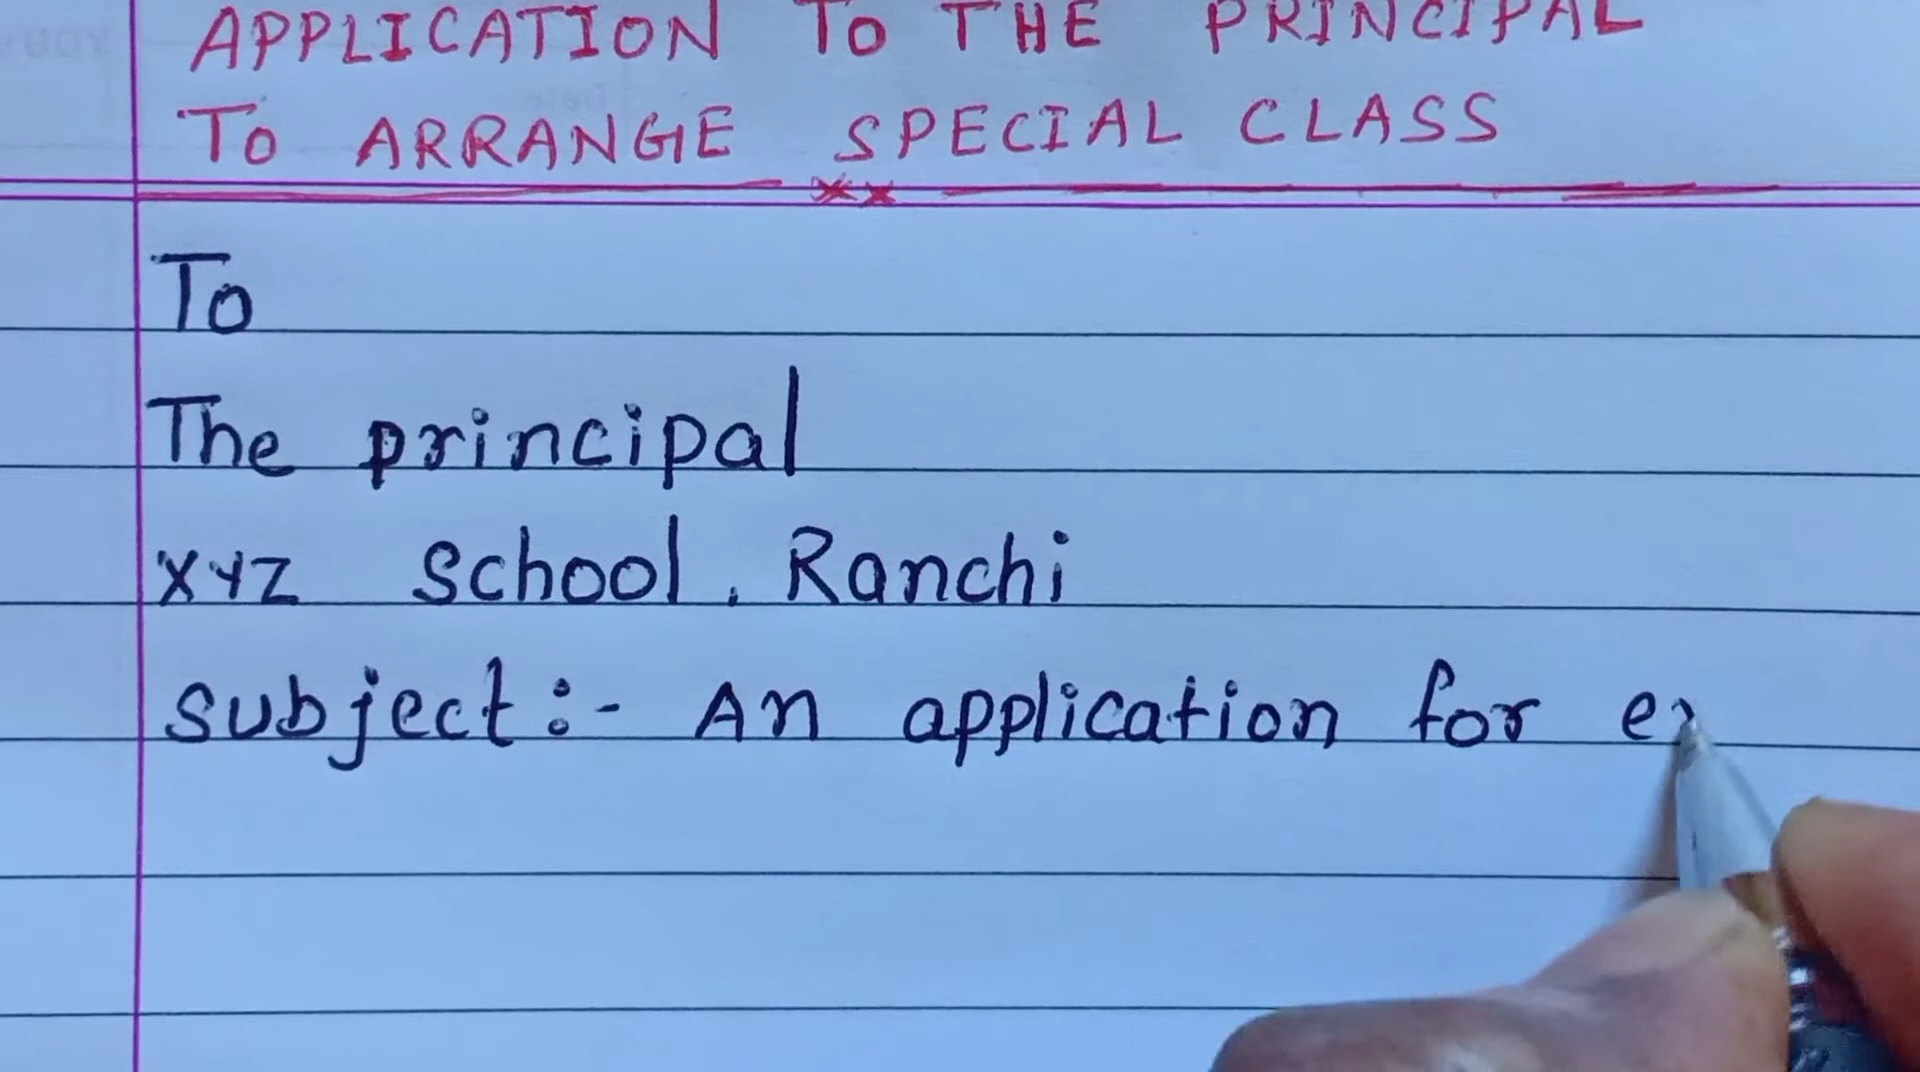 APPLICATION TO THE PRINCIPAL
TO ARRANGE SPECIAL CLASS
To
The principal
XYZ School, Ranchi
Subject:- An application for